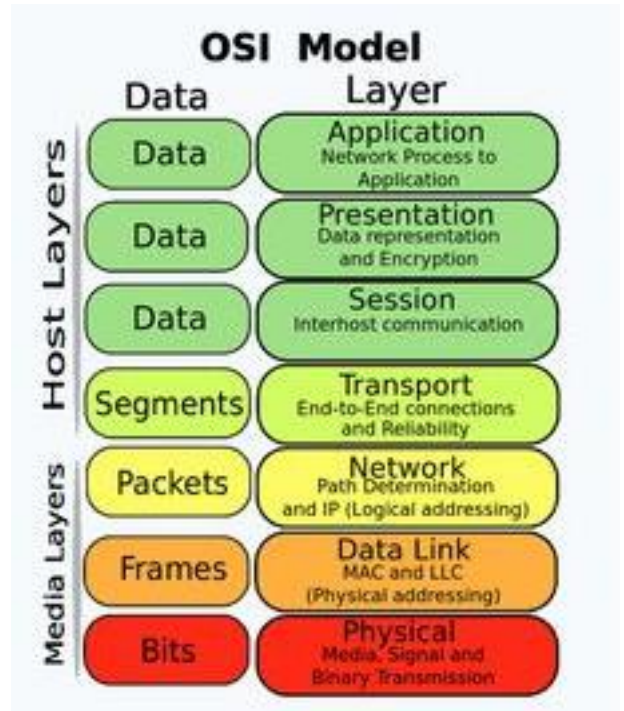 OSI Model
Data Layer
Host Layers
Data
Application
Network Process to
Application
Data
Presentation
Data representation
and Encryption
Data
Session
Interhost communication
Segments
Transport
End-to-End connections
and Reliability
Media Layers
Packets
Network
Path Determination
and IP (Logical addressing)
Frames
Data Link
MAC and LLC
(Physical addressing)
Bits
Physical
Media, Signal and
Binary Transmission